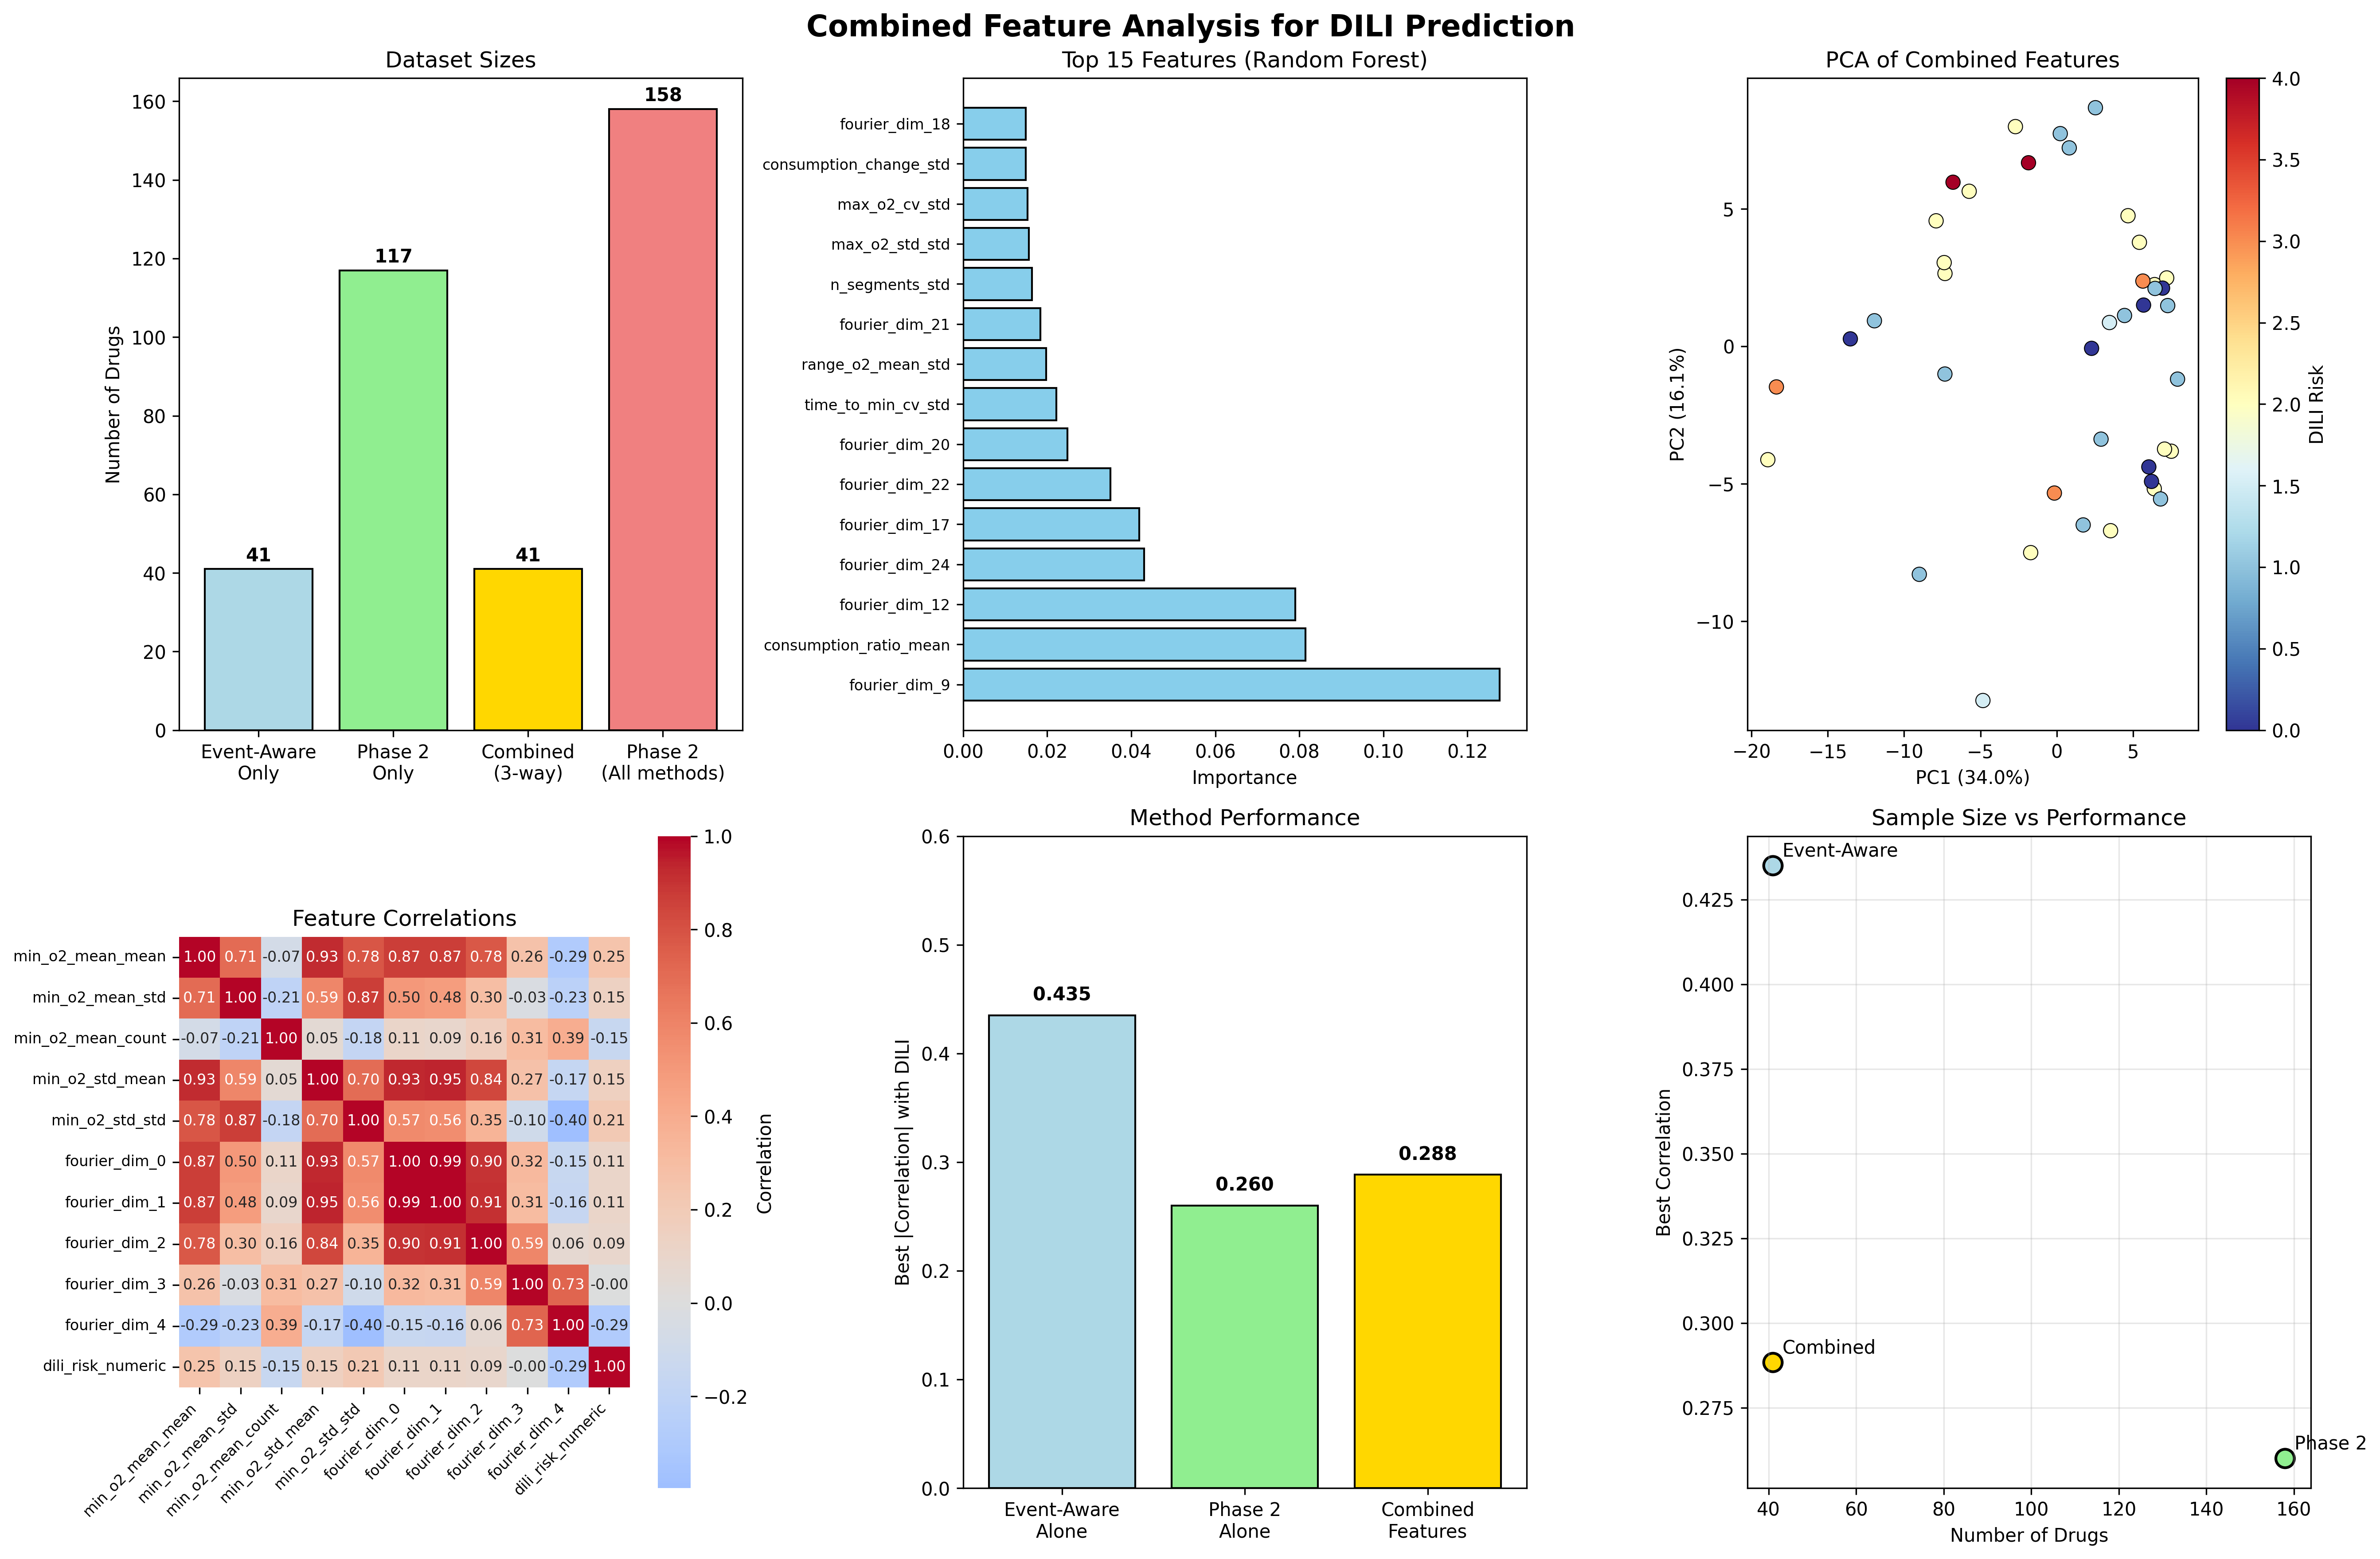 Combined Feature Analysis for DILI Prediction
Dataset Sizes
Number of Drugs
160
140
120
100
80
60
40
20
0
41
117
41
158
Event-Aware
Only
Phase 2
Only
Combined
(3-way)
Phase 2
(All methods)
Top 15 Features (Random Forest)
fourier_dim_18
consumption_change_std
max_o2_cv_std
max_o2_std_std
n_segments_std
fourier_dim_21
range_o2_mean_std
time_to_min_cv_std
fourier_dim_20
fourier_dim_22
fourier_dim_17
fourier_dim_24
fourier_dim_12
consumption_ratio_mean
fourier_dim_9
0.00 0.02 0.04 0.06 0.08 0.10 0.12
Importance
PCA of Combined Features
PC2 (16.1%)
5
0
−5
−10
−20 −15 −10 −5 0 5
PC1 (34.0%)
4.0
3.5
3.0
2.5
2.0
1.5
1.0
0.5
0.0
DILI Risk
Feature Correlations
min_o2_mean_mean 1.00 0.71 -0.07 0.93 0.78 0.87 0.87 0.78 0.26 -0.29 0.25
min_o2_mean_std 0.71 1.00 -0.21 0.59 0.87 0.50 0.48 0.30 -0.03 -0.23 0.15
min_o2_mean_count -0.07 -0.21 1.00 0.05 -0.18 0.11 0.09 0.16 0.31 0.39 -0.15
min_o2_std_mean 0.93 0.59 0.05 1.00 0.70 0.93 0.95 0.84 0.27 -0.17 0.15
min_o2_std_std 0.78 0.87 -0.18 0.70 1.00 0.57 0.56 0.35 -0.10 -0.40 0.21
fourier_dim_0 0.87 0.50 0.11 0.93 0.57 1.00 0.99 0.90 0.32 -0.15 0.11
fourier_dim_1 0.87 0.48 0.09 0.95 0.56 0.99 1.00 0.91 0.31 -0.16 0.11
fourier_dim_2 0.78 0.30 0.16 0.84 0.35 0.90 0.91 1.00 0.59 0.06 0.09
fourier_dim_3 0.26 -0.03 0.31 0.27 -0.10 0.32 0.31 0.59 1.00 0.73 -0.00
fourier_dim_4 -0.29 -0.23 0.39 -0.17 -0.40 -0.15 -0.16 0.06 0.73 1.00 -0.29
dili_risk_numeric 0.25 0.15 -0.15 0.15 0.21 0.11 0.11 0.09 -0.00 -0.29 1.00
min_o2_mean_mean
min_o2_mean_std
min_o2_mean_count
min_o2_std_mean
min_o2_std_std
fourier_dim_0
fourier_dim_1
fourier_dim_2
fourier_dim_3
fourier_dim_4
dili_risk_numeric
1.0
0.8
0.6
0.4
0.2
0.0
−0.2
Correlation
Method Performance
Best |Correlation| with DILI
0.6
0.5
0.4
0.3
0.2
0.1
0.0
0.435
0.260
0.288
Event-Aware
Alone
Phase 2
Alone
Combined
Features
Sample Size vs Performance
Best Correlation
0.425
0.400
0.375
0.350
0.325
0.300
0.275
Event-Aware
Combined
Phase 2
40 60 80 100 120 140 160
Number of Drugs